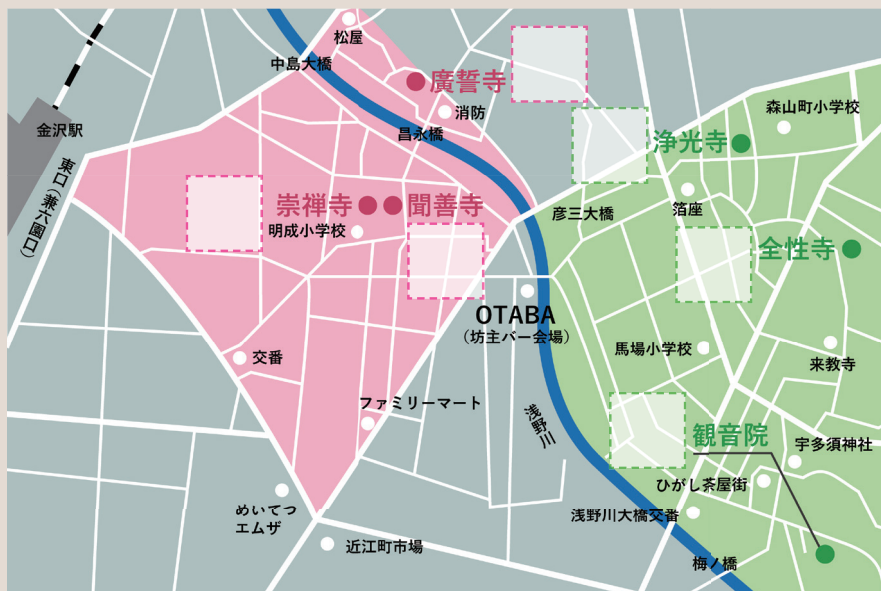 松屋
中島大橋
廣誓寺
消防
昌永橋
金沢駅
東口(兼六園口)
森山町小学校
浄光寺
箔座
彦三大橋
崇禅寺
聞善寺
明成小学校
全性寺
OTABA
(坊主バー会場)
馬場小学校
来教寺
交番
ファミリーマート
浅野川
観音院
宇多須神社
ひがし茶屋街
めいてつ
エムザ
浅野川大橋交番
近江町市場
梅ノ橋